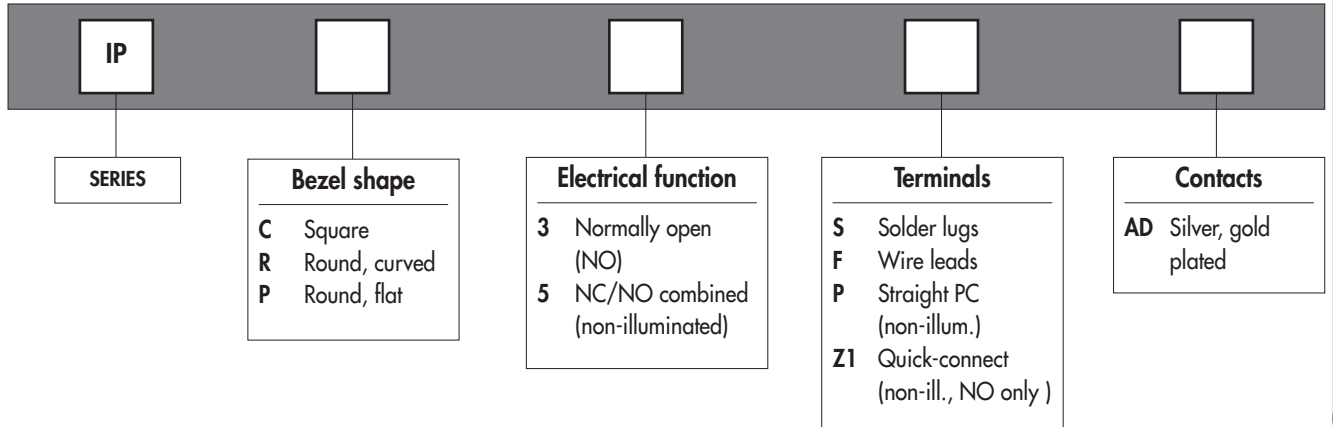 IP
SERIES
Bezel shape
C Square
R Round, curved
P Round, flat
Electrical function
3 Normally open
(NO)
5 NC/NO combined
(non-illuminated)
Terminals
S Solder lugs
F Wire leads
P Straight PC
(non-illum.)
Z1 Quick-connect
(non-ill., NO only )
Contacts
AD Silver, gold
plated